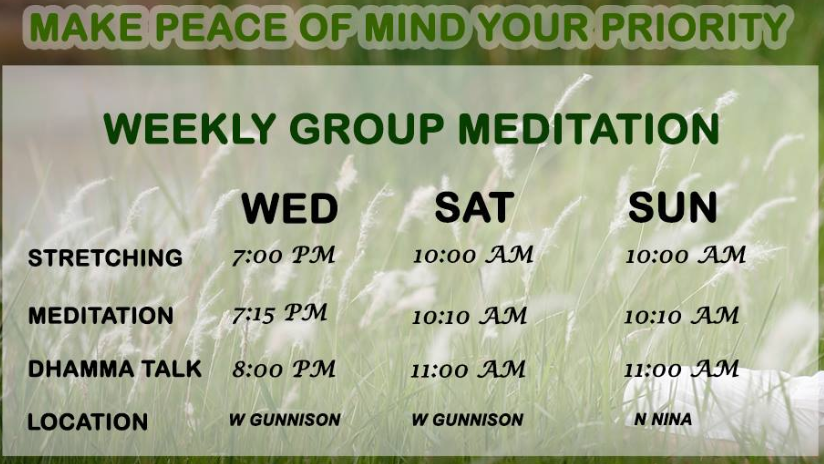 MAKE PEACE OF MIND YOUR PRIORITY
WEEKLY GROUP MEDITATION
WED SAT SUN
STRETCHING 7:00 PM 10:00 AM 10:00 AM
MEDITATION 7:15 PM 10:10 AM 10:10 AM
DHAMMA TALK 8:00 PM 11:00 AM 11:00 AM
LOCATION W GUNNISON W GUNNISON N NINA